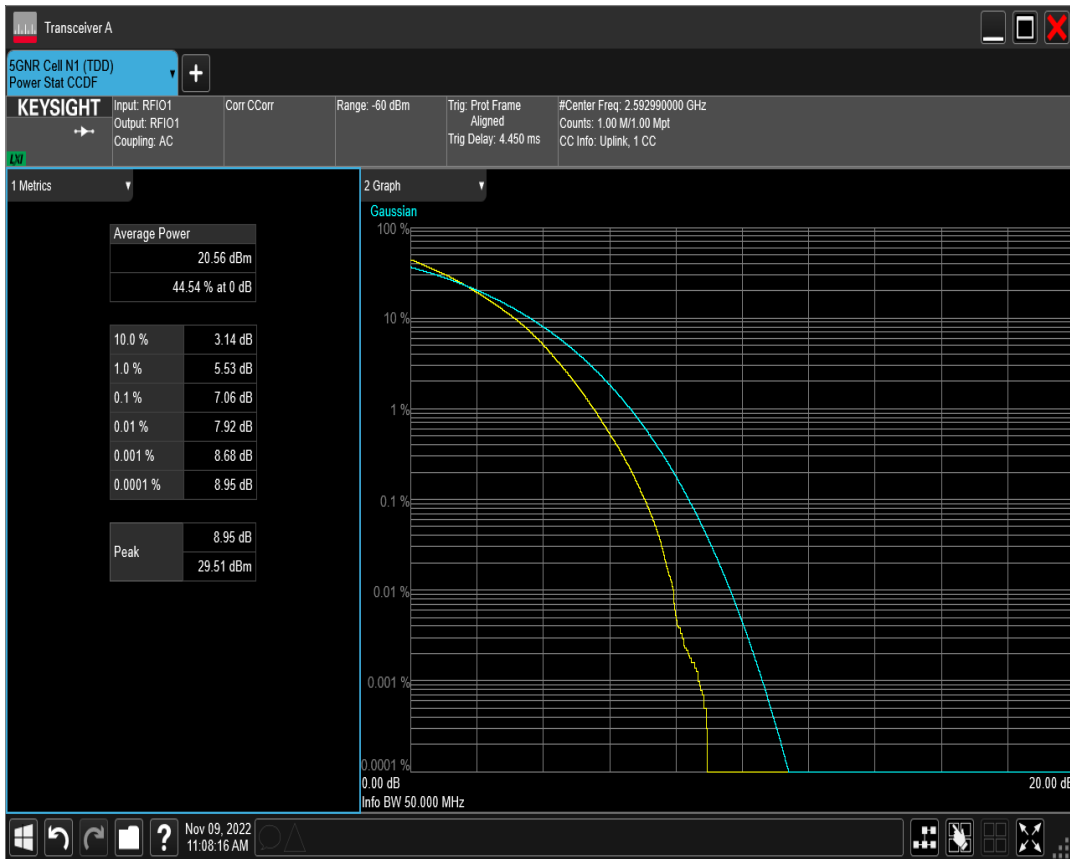 Transceiver A
5GNR Cell N1 (TDD)
Power Stat CCDF
+
KEYSIGHT
LXI
Input: RFIO1
Output: RFIO1
Coupling: AC
Corr CCorr
Range: -60 dBm
Trig: Prot Frame
Aligned
Trig Delay: 4.450 ms
#Center Freq: 2.592990000 GHz
Counts: 1.00 M/1.00 Mpt
CC Info: Uplink, 1 CC
1 Metrics
Average Power
20.56 dBm
44.54 % at 0 dB
10.0 % 3.14 dB
1.0 % 5.53 dB
0.1 % 7.06 dB
0.01 % 7.92 dB
0.001 % 8.68 dB
0.0001 % 8.95 dB
Peak 8.95 dB
29.51 dBm
2 Graph
Gaussian
100 %
10 %
1 %
0.1 %
0.01 %
0.001 %
0.0001 %
0.00 dB 20.00 dB
Info BW 50.000 MHz
?
Nov 09, 2022
11:08:16 AM